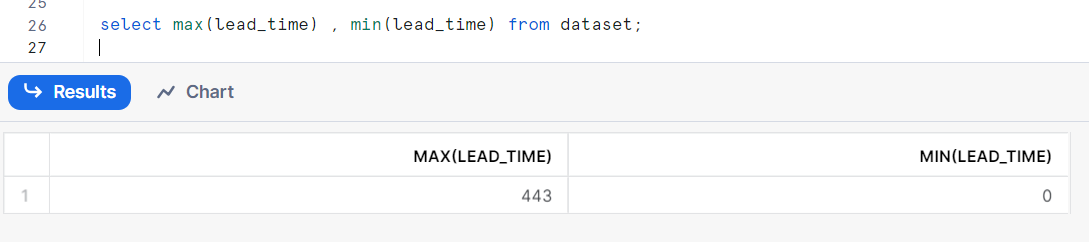 25
26 select max(lead_time) , min(lead_time) from dataset;
27
Results Chart
MAX(LEAD_TIME) MIN(LEAD_TIME)
1 443 0